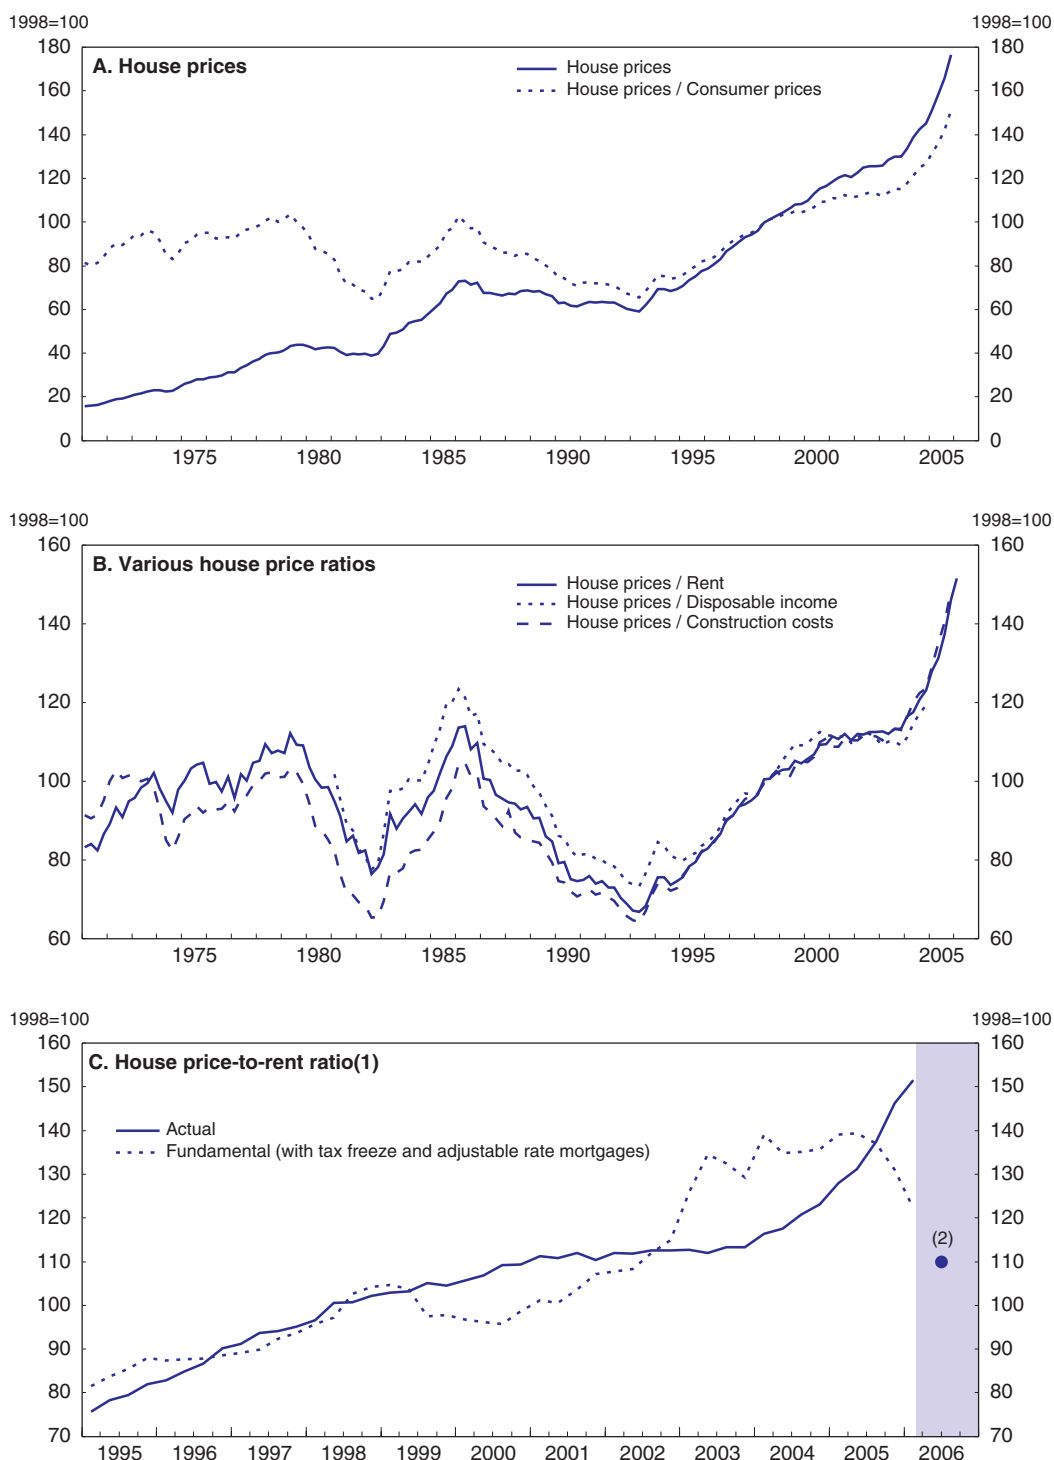 1998=100 1998=100
180 180
A. House prices
House prices
House prices / Consumer prices
160 160
140 140
120 120
100 100
80 80
60 60
40 40
20 20
0 0
1975 1980 1985 1990 1995 2000 2005
1998=100 1998=100
160 160
B. Various house price ratios
House prices / Rent
House prices / Disposable income
House prices / Construction costs
140 140
120 120
100 100
80 80
60 60
1975 1980 1985 1990 1995 2000 2005
1998=100 1998=100
160 160
C. House price-to-rent ratio(1)
150 150
Actual
140 140
Fundamental (with tax freeze and adjustable rate mortgages)
130 130
120 120
(2)
110 110
100 100
90 90
80 80
70 70
1995 1996 1997 1998 1999 2000 2001 2002 2003 2004 2005 2006